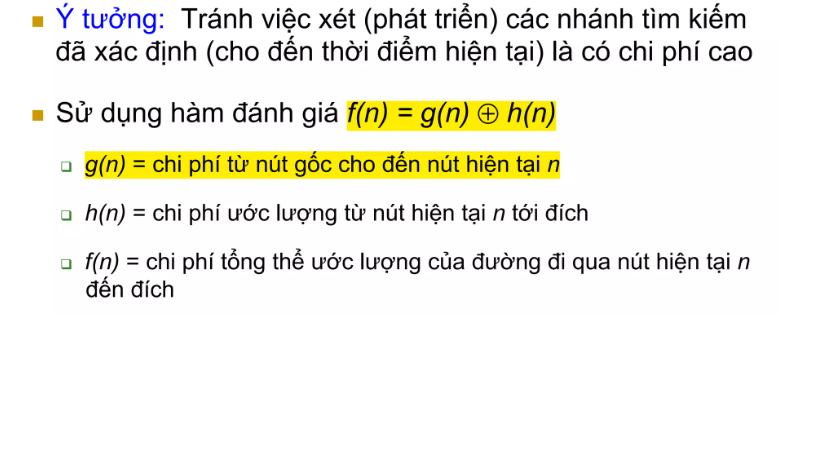 Ý tưởng: Tránh việc xét (phát triển) các nhánh tìm kiếm
đã xác định (cho đến thời điểm hiện tại) là có chi phí cao
Sử dụng hàm đánh giá f(n) = g(n) ⊕ h(n)
g(n) = chi phí từ nút gốc cho đến nút hiện tại n
h(n) = chi phí ước lượng từ nút hiện tại n tới đích
f(n) = chi phí tổng thể ước lượng của đường đi qua nút hiện tại n
đến đích